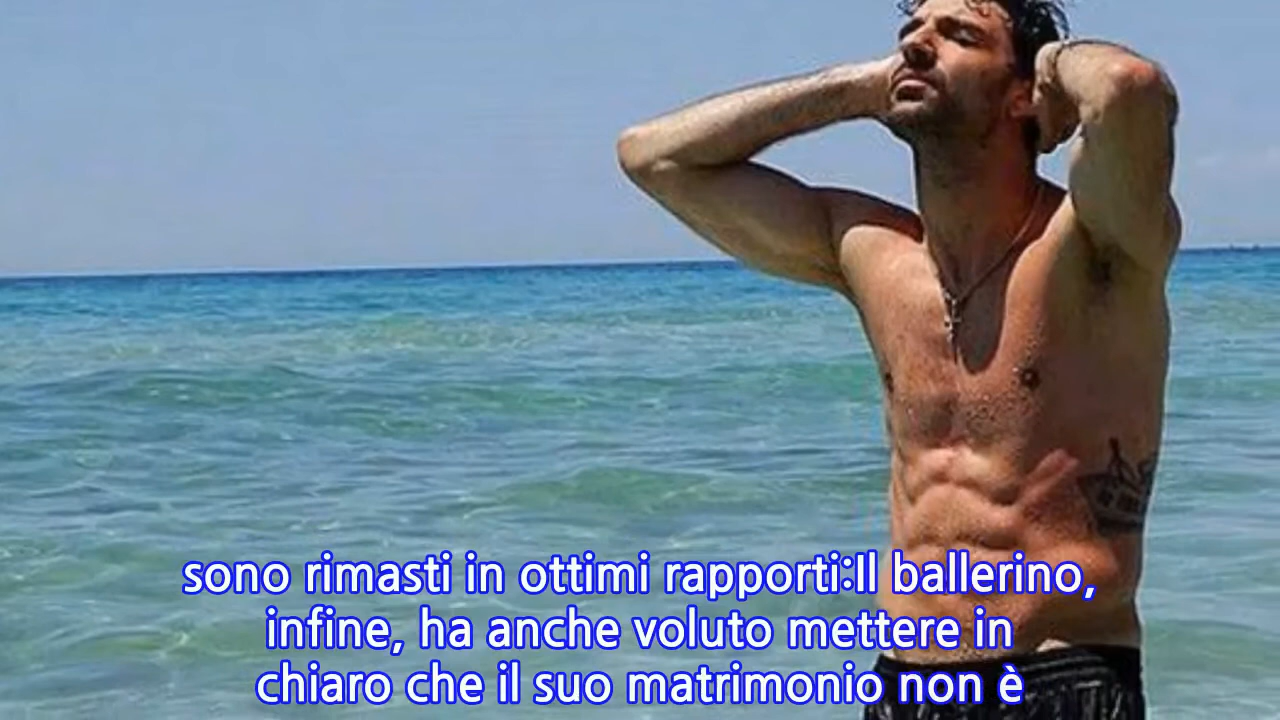 sono rimasti in ottimi rapporti:Il ballerino,
infine, ha anche voluto mettere in
chiaro che il suo matrimonio non è